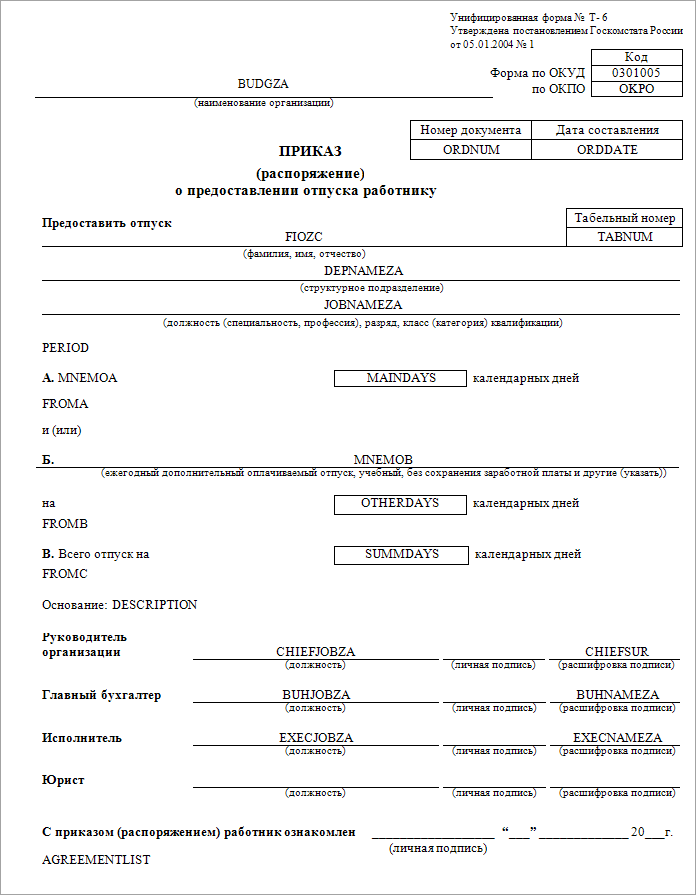 Унифицированная форма № Т- 6
Утверждена постановлением Госкомстата России
от 05.01.2004 № 1
Код
Форма по ОКУД 0301005
BUDGZA по ОКПО OKPO
(наименование организации)
Номер документа Дата составления
ПРИКАЗ ORDNUM ORDDATE
(распоряжение)
о предоставлении отпуска работнику
Предоставить отпуск Табельный номер
FIOZC TABNUM
(фамилия, имя, отчество)
DEPNAMEZA
(структурное подразделение)
JOBNAMEZA
(должность (специальность, профессия), разряд, класс (категория) квалификации)
PERIOD
А. MNEMOA MAINDAYS календарных дней
FROMA
и (или)
Б. MNEMOB
(ежегодный дополнительный оплачиваемый отпуск, учебный, без сохранения заработной платы и другие (указать))
на OTHERDAYS календарных дней
FROMB
В. Всего отпуск на SUMMDAYS календарных дней
FROMC
Основание: DESCRIPTION
Руководитель
организации CHIEFJOBZA CHIEFSUR
(должность) (личная подпись) (расшифровка подписи)
Главный бухгалтер BUHJOBZA BUHNAMEZA
(должность) (личная подпись) (расшифровка подписи)
Исполнитель EXECJOBZA EXECNAMEZA
(должность) (личная подпись) (расшифровка подписи)
Юрист
(должность) (личная подпись) (расшифровка подписи)
С приказом (распоряжением) работник ознакомлен ___________________ “___” ______________ 20___г.
(личная подпись)
AGREEMENTLIST